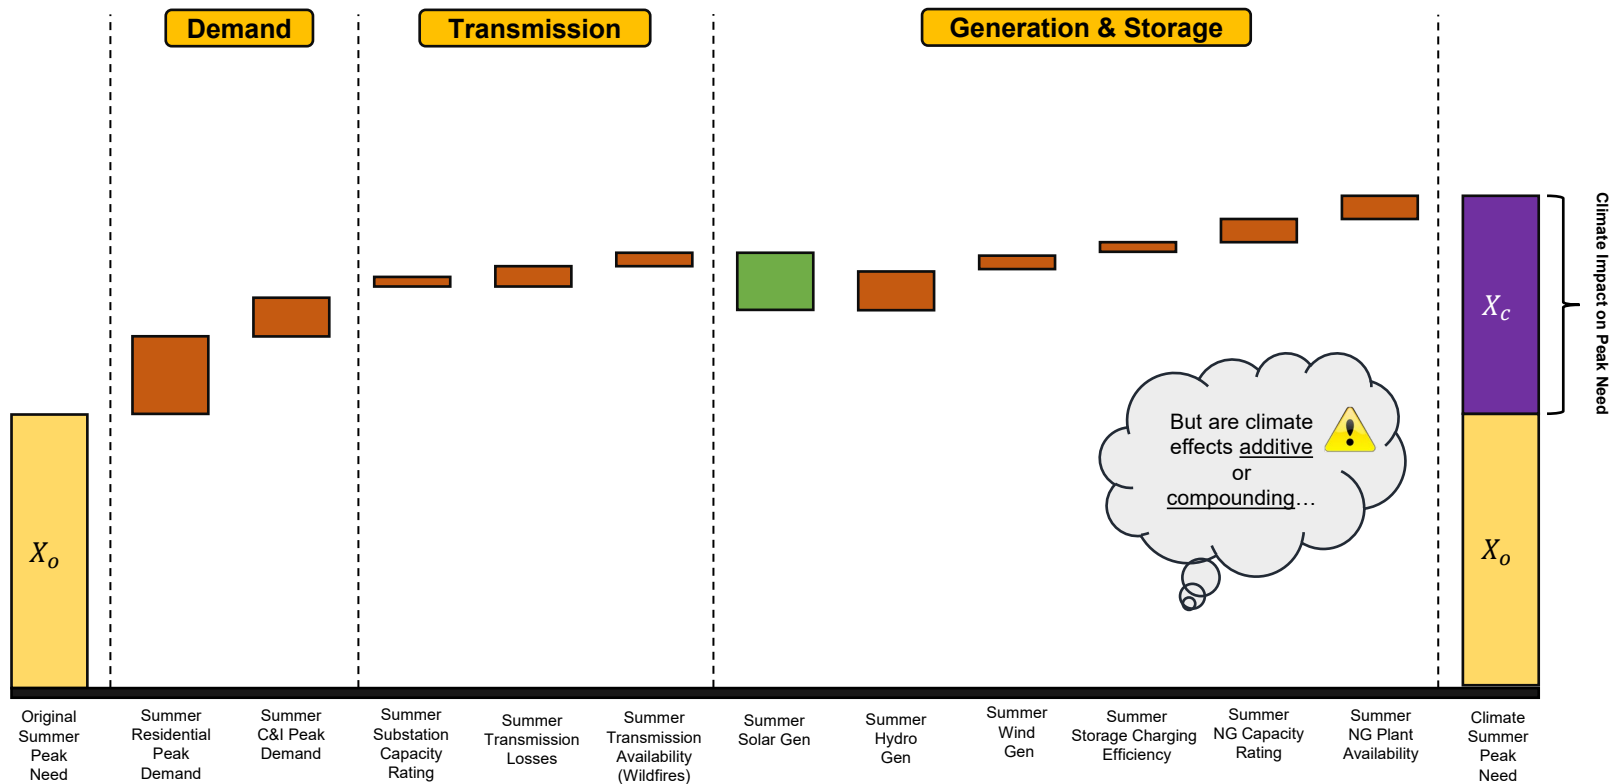 Demand
Transmission
Generation & Storage
Climate Impact on Peak Need
X_c
But are climate
effects additive
or
compounding…
X_o
X_o
Original
Summer
Peak
Need
Summer
Residential
Peak
Demand
Summer
C&I Peak
Demand
Summer
Substation
Capacity
Rating
Summer
Transmission
Losses
Summer
Transmission
Availability
(Wildfires)
Summer
Solar Gen
Summer
Hydro
Gen
Summer
Wind
Gen
Summer
Storage Charging
Efficiency
Summer
NG Capacity
Rating
Summer
NG Plant
Availability
Climate
Summer
Peak
Need